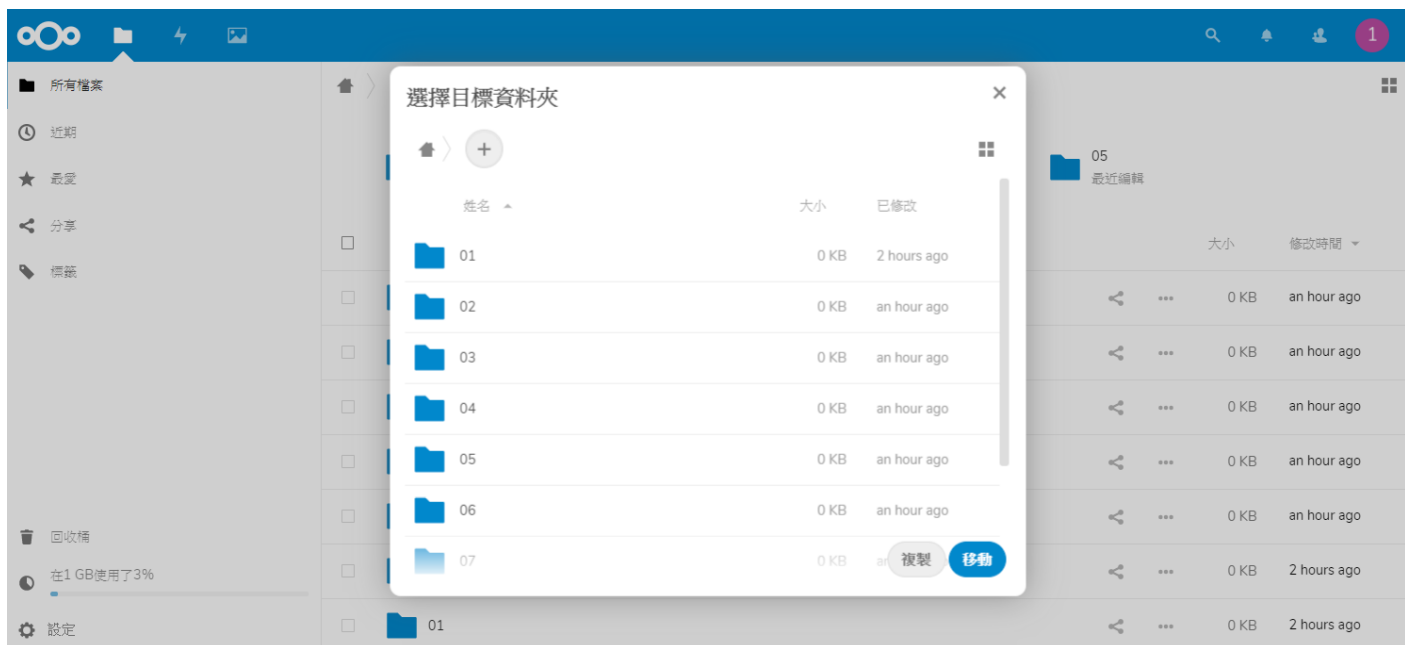 1
所有檔案
近期
最愛
分享
標籤
回收桶
在1 GB使用了3%
設定
選擇目標資料夾
姓名 大小 已修改
01 0 KB 2 hours ago
02 0 KB an hour ago
03 0 KB an hour ago
04 0 KB an hour ago
05 0 KB an hour ago
06 0 KB an hour ago
07 0 KB
複製 移動
05
最近編輯
大小 修改時間
0 KB an hour ago
0 KB an hour ago
0 KB an hour ago
0 KB an hour ago
0 KB an hour ago
0 KB 2 hours ago
01 0 KB 2 hours ago